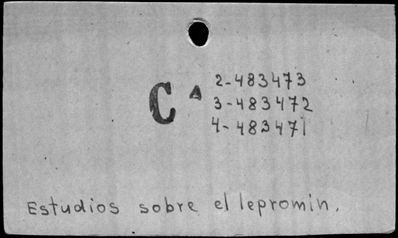 2-483473
C ▲ 3-483472
4-483471
Estudios sobre el lepromin.